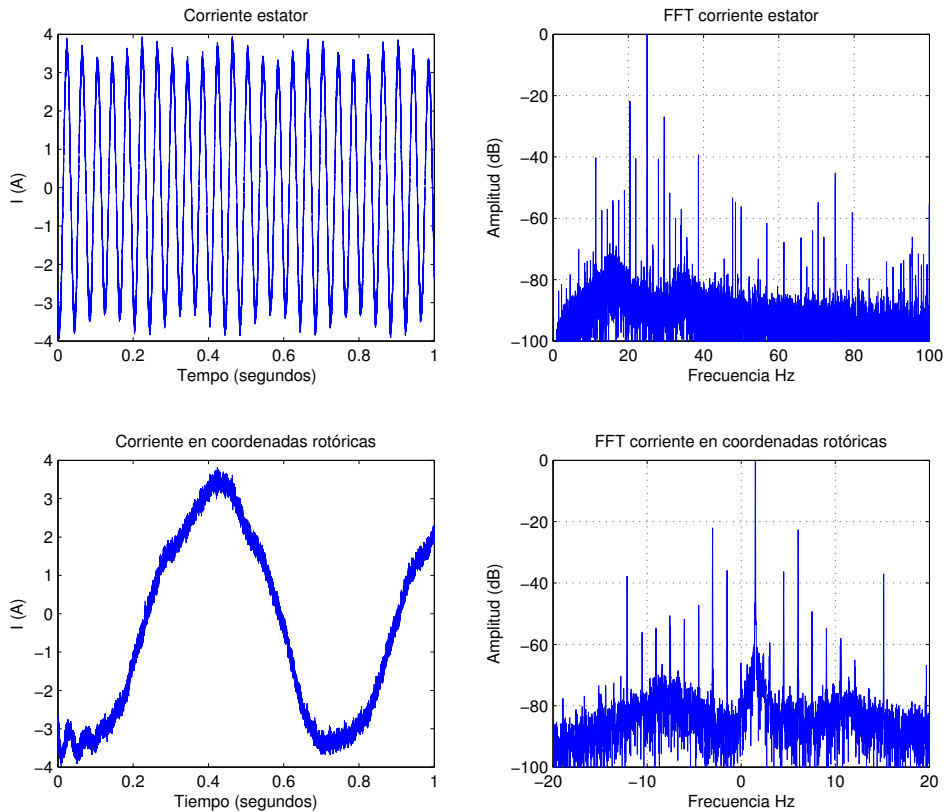 Corriente estator
4
3
2
1
0
−1
−2
−3
−4
I (A)
0 0.2 0.4 0.6 0.8 1
Tempo (segundos)
FFT corriente estator
0
−20
−40
−60
−80
−100
Amplitud (dB)
0 20 40 60 80 100
Frecuencia Hz
Corriente en coordenadas rotóricas
4
3
2
1
0
−1
−2
−3
−4
I (A)
0 0.2 0.4 0.6 0.8 1
Tiempo (segundos)
FFT corriente en coordenadas rotóricas
0
−20
−40
−60
−80
−100
Amplitud (dB)
−20 −10 0 10 20
Frecuencia Hz